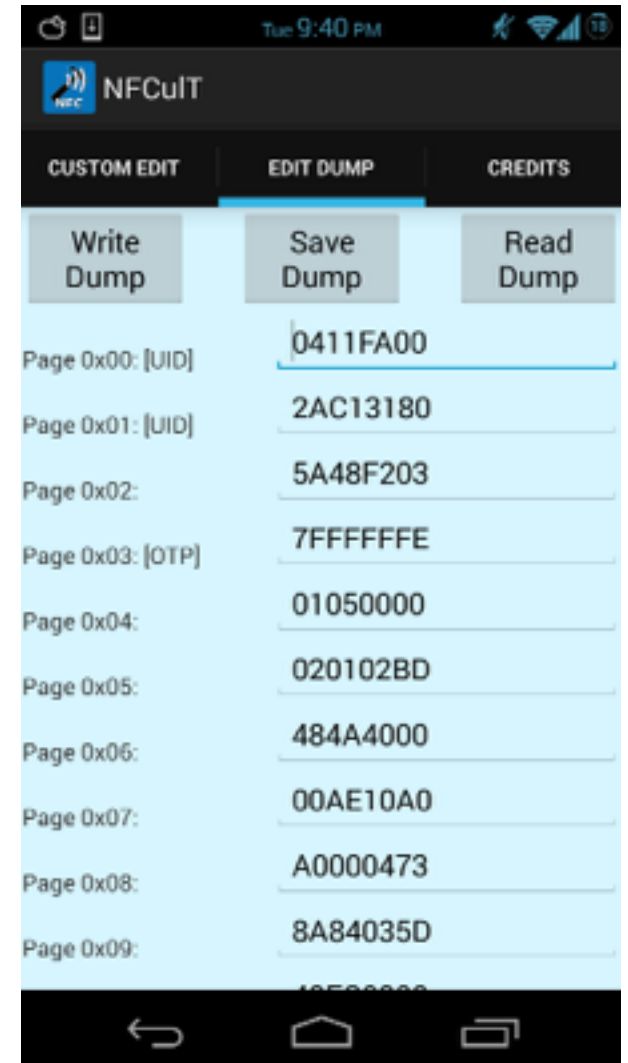 Tue 9:40 PM 18
NFC NFCulT
CUSTOM EDIT EDIT DUMP CREDITS
Write Dump Save Dump Read Dump
Page 0x00: [UID] 0411FA00
Page 0x01: [UID] 2AC13180
Page 0x02: 5A48F203
Page 0x03: [OTP] 7FFFFFFE
Page 0x04: 01050000
Page 0x05: 020102BD
Page 0x06: 484A4000
Page 0x07: 00AE10A0
Page 0x08: A0000473
Page 0x09: 8A84035D